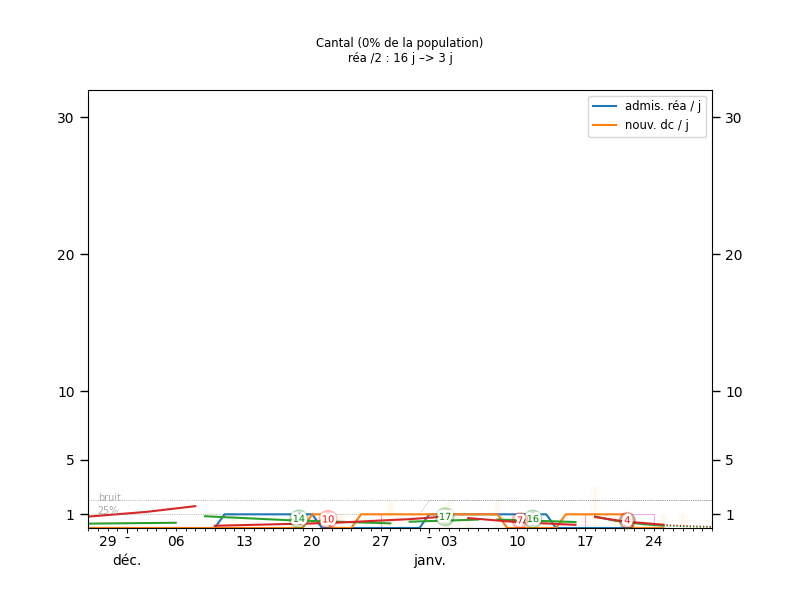 Cantal (0% de la population)
réa /2 : 16 j –> 3 j
admis. réa / j
nouv. dc / j
30 30
20 20
10 10
5 5
bruit
25%
1 14 10 17 7 16 4 1
29 - 06 13 20 27 - 03 10 17 24
déc. janv.